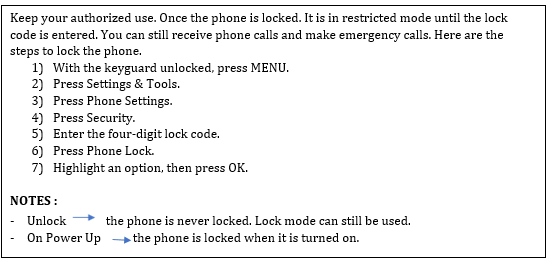 Keep your authorized use. Once the phone is locked. It is in restricted mode until the lock
code is entered. You can still receive phone calls and make emergency calls. Here are the
steps to lock the phone.
1) With the keyguard unlocked, press MENU.
2) Press Settings & Tools.
3) Press Phone Settings.
4) Press Security.
5) Enter the four-digit lock code.
6) Press Phone Lock.
7) Highlight an option, then press OK.
NOTES :
- Unlock → the phone is never locked. Lock mode can still be used.
- On Power Up → the phone is locked when it is turned on.